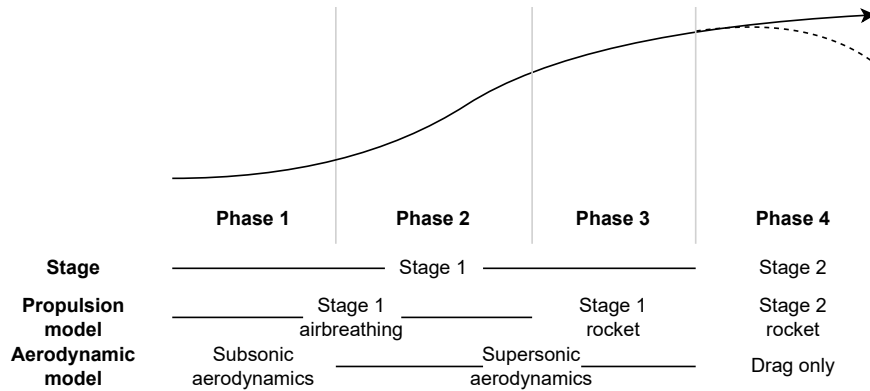 Phase 1 Phase 2 Phase 3 Phase 4
Stage Stage 1 Stage 2
Propulsion model Stage 1 airbreathing Stage 1 rocket Stage 2 rocket
Aerodynamic model Subsonic aerodynamics Supersonic aerodynamics Drag only